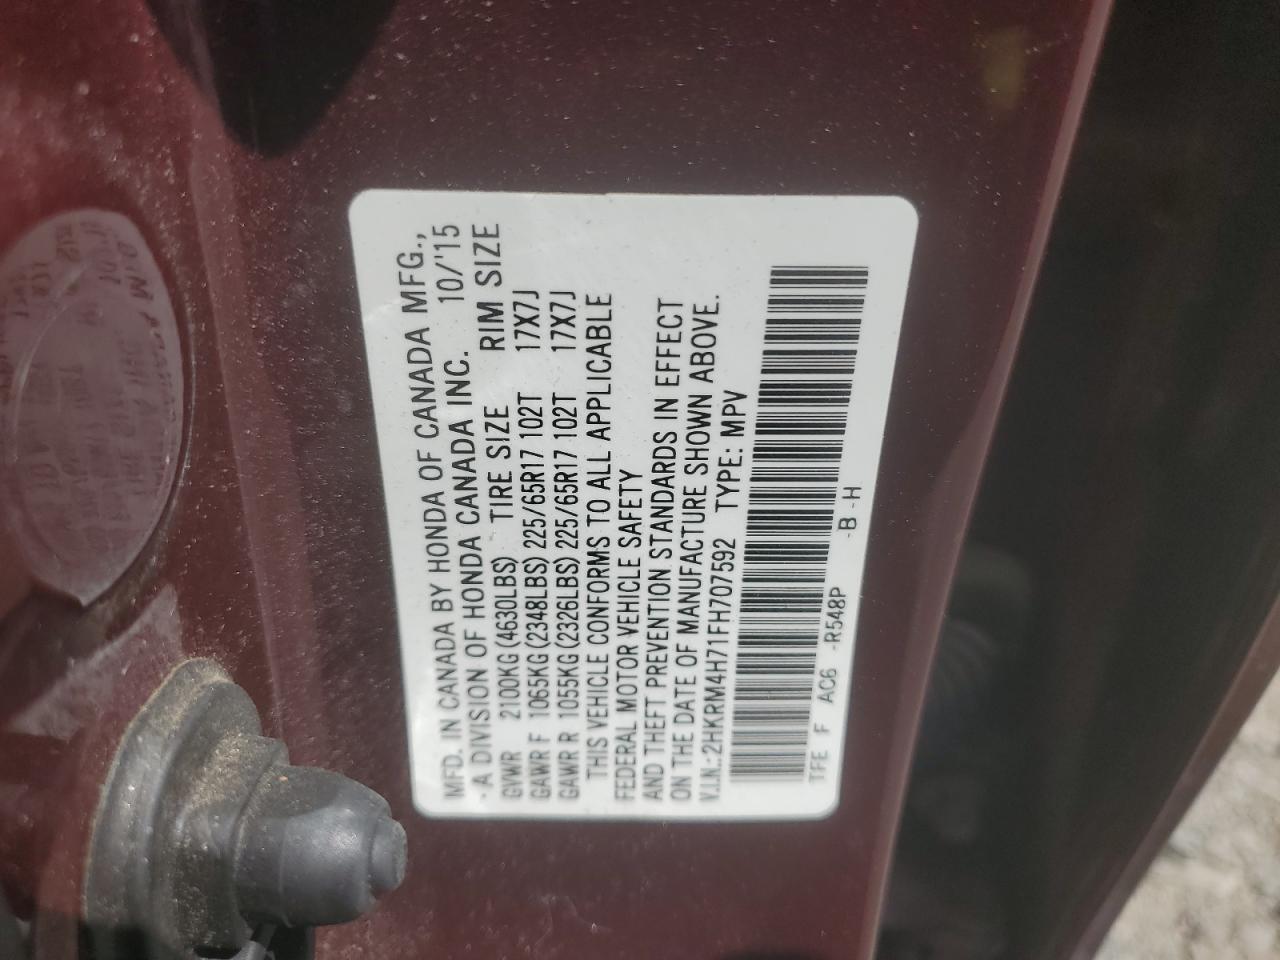 MFD. IN CANADA BY HONDA OF CANADA MFG.,
· A DIVISION OF HONDA CANADA INC. 10/'15
GVWR 2100KG (4630LBS) TIRE SIZE RIM SIZE
GAWR F 1065KG (2348LBS) 225/65R17 102T 17X7J
GAWR R 1055KG (2326LBS) 225/65R17 102T 17X7J
THIS VEHICLE CONFORMS TO ALL APPLICABLE
FEDERAL MOTOR VEHICLE SAFETY
AND THEFT PREVENTION STANDARDS IN EFFECT
ON THE DATE OF MANUFACTURE SHOWN ABOVE.
V.I.N.:2HKRM4H71FH707592 TYPE: MPV
TFE F AC6 -R548P -B -H